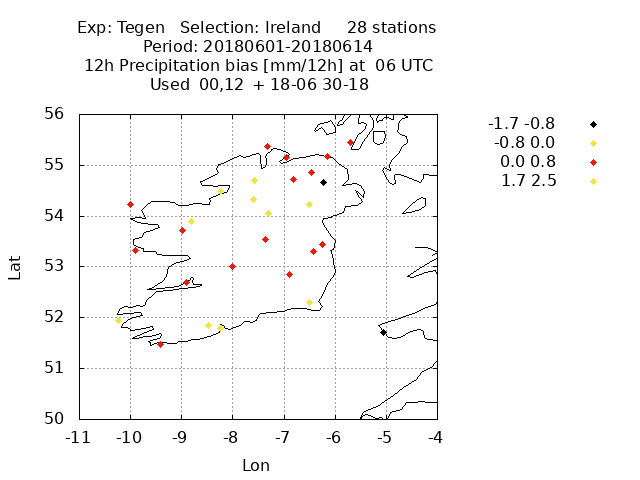 Exp: Tegen   Selection: Ireland     28 stations
Period: 20180601-20180614
12h Precipitation bias [mm/12h] at  06 UTC
Used 00,12  + 18-06 30-18
-1.7 -0.8
-0.8 0.0
0.0 0.8
1.7 2.5
56
55
54
53
52
51
50
Lat
-11 -10 -9 -8 -7 -6 -5 -4
Lon